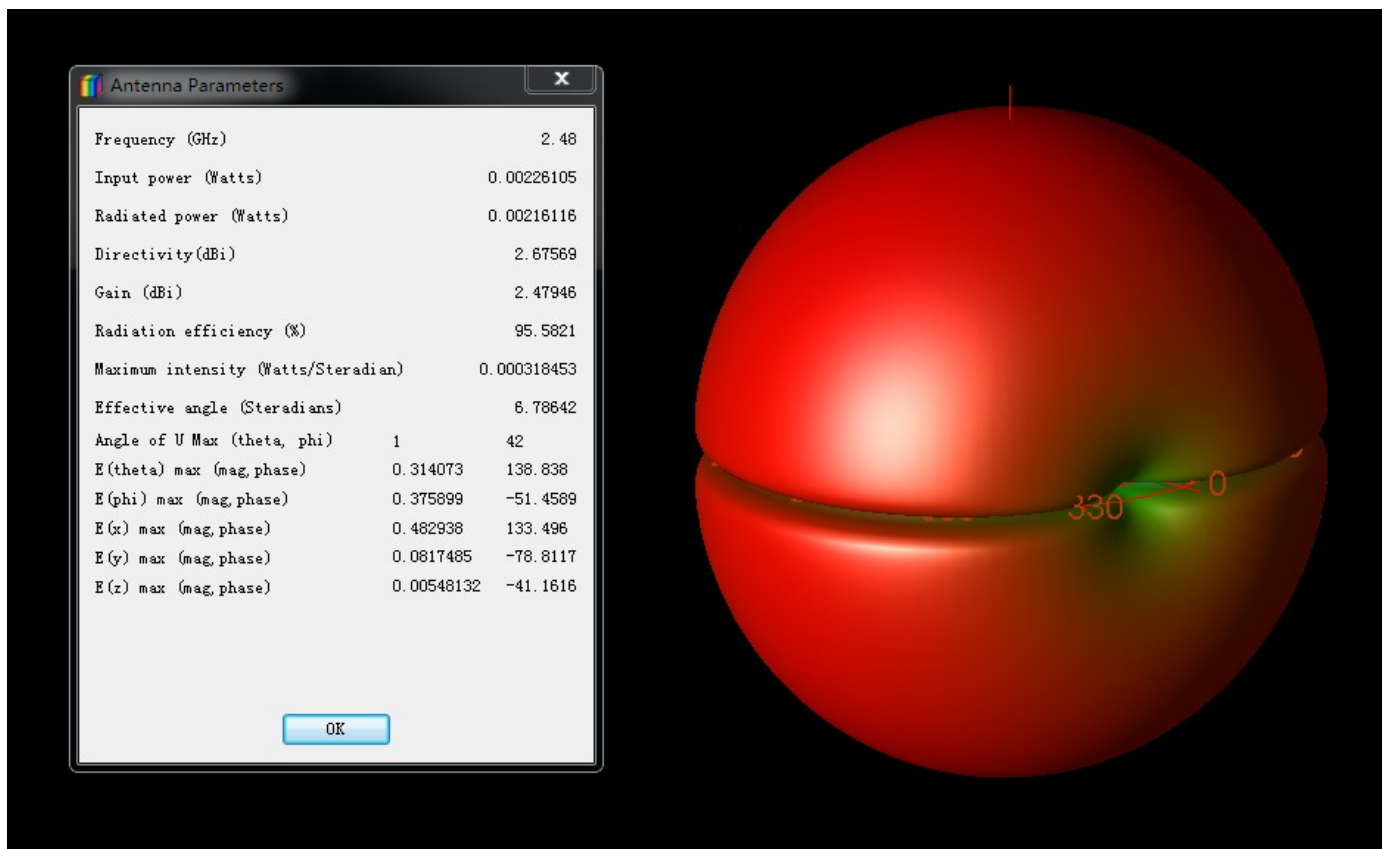 Antenna Parameters
Frequency (GHz) 2.48
Input power (Watts) 0.00226105
Radiated power (Watts) 0.00216116
Directivity(dBi) 2.67569
Gain (dBi) 2.47946
Radiation efficiency (%) 95.5821
Maximum intensity (Watts/Steradian) 0.000318453
Effective angle (Steradians) 6.78642
Angle of U Max (theta, phi) 1 42
E(theta) max (mag,phase) 0.314073 138.838
E(phi) max (mag,phase) 0.375899 -51.4589
E(x) max (mag,phase) 0.482938 133.496
E(y) max (mag,phase) 0.0817485 -78.8117
E(z) max (mag,phase) 0.00548132 -41.1616
OK
0
330